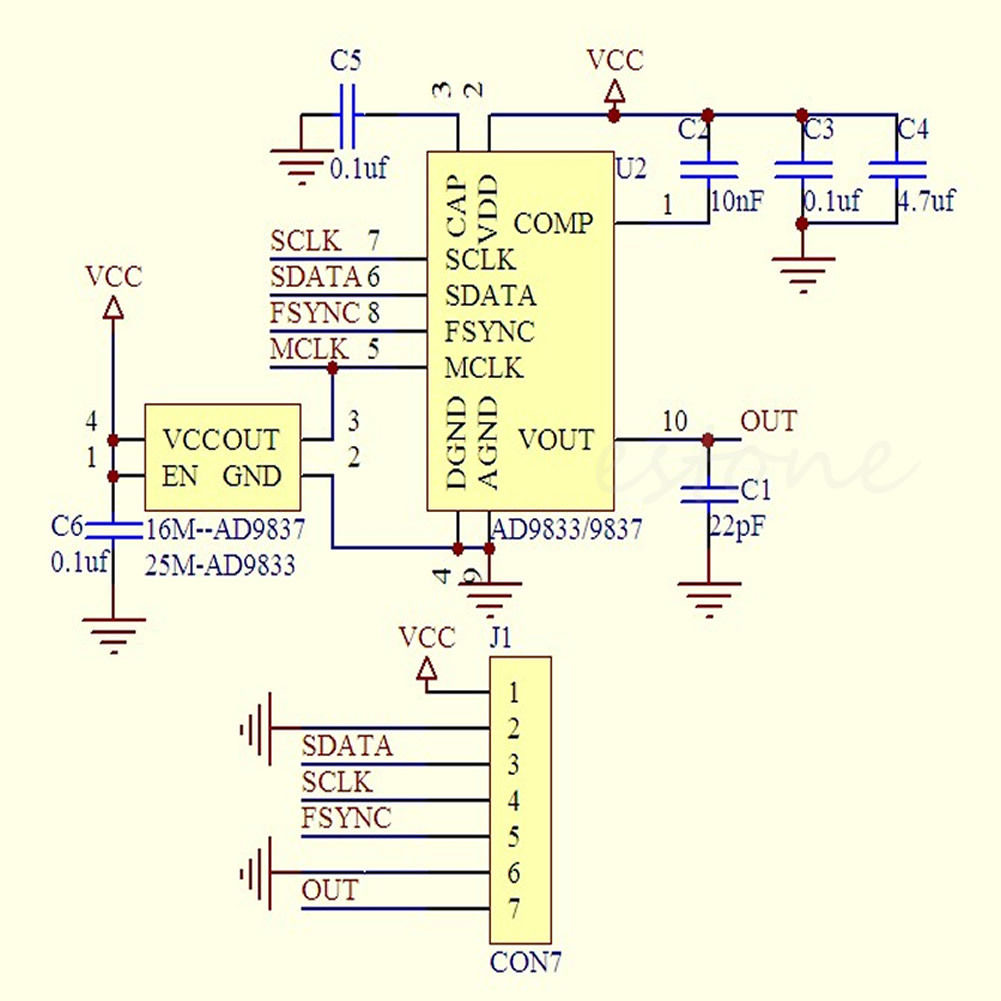 C5
VCC
3 2
C2 C3 C4
0.1uf
U2
10nF 0.1uf 4.7uf
CAP VDD
COMP 1
SCLK 7
SCLK
SDATA 6
SDATA
FSYNC 8
FSYNC
MCLK 5
MCLK
VCC
4 VCC OUT 3
1 EN GND 2
DGND AGND
VOUT 10 OUT
estone
C1
22pF
C6
0.1uf
16M--AD9837
25M-AD9833
AD9833/9837
4 9
VCC J1
1
2
SDATA 3
SCLK 4
FSYNC 5
6
OUT 7
CON7